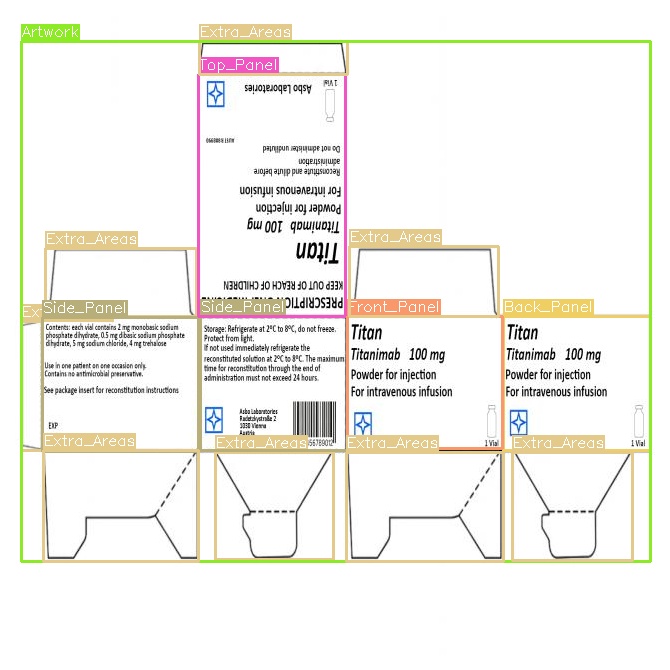 Artwork
Extra_Areas
Top_Panel
1 Vial
Asbo Laboratories
AUST R 898990
Do not administer undiluted
administration
Reconstitute and dilute before
For intravenous infusion
Powder for injection
Titanimab 100 mg
Titan
KEEP OUT OF REACH OF CHILDREN
Extra_Areas
Extra_Areas
Ex
Side_Panel
Contents: each vial contains 2 mg monobasic sodium
phosphate dihydrate, 0.5 mg dibasic sodium phosphate
dihydrate, 5 mg sodium chloride, 4 mg trehalose
Use in one patient on one occasion only.
Contains no antimicrobial preservative.
See package insert for reconstitution instructions
EXP
Side_Panel
Storage: Refrigerate at 2ºC to 8ºC, do not freeze.
Protect from light.
If not used immediately refrigerate the
reconstituted solution at 2ºC to 8ºC. The maximum
time for reconstitution through the end of
administration must not exceed 24 hours.
Asbo Laboratories
Radetzkystraße 2
1030 Vienna
Austria
56789012
Front_Panel
Titan
Titanimab 100 mg
Powder for injection
For intravenous infusion
1 Vial
Back_Panel
Titan
Titanimab 100 mg
Powder for injection
For intravenous infusion
1 Vial
Extra_Areas
Extra_Areas
Extra_Areas
Extra_Areas